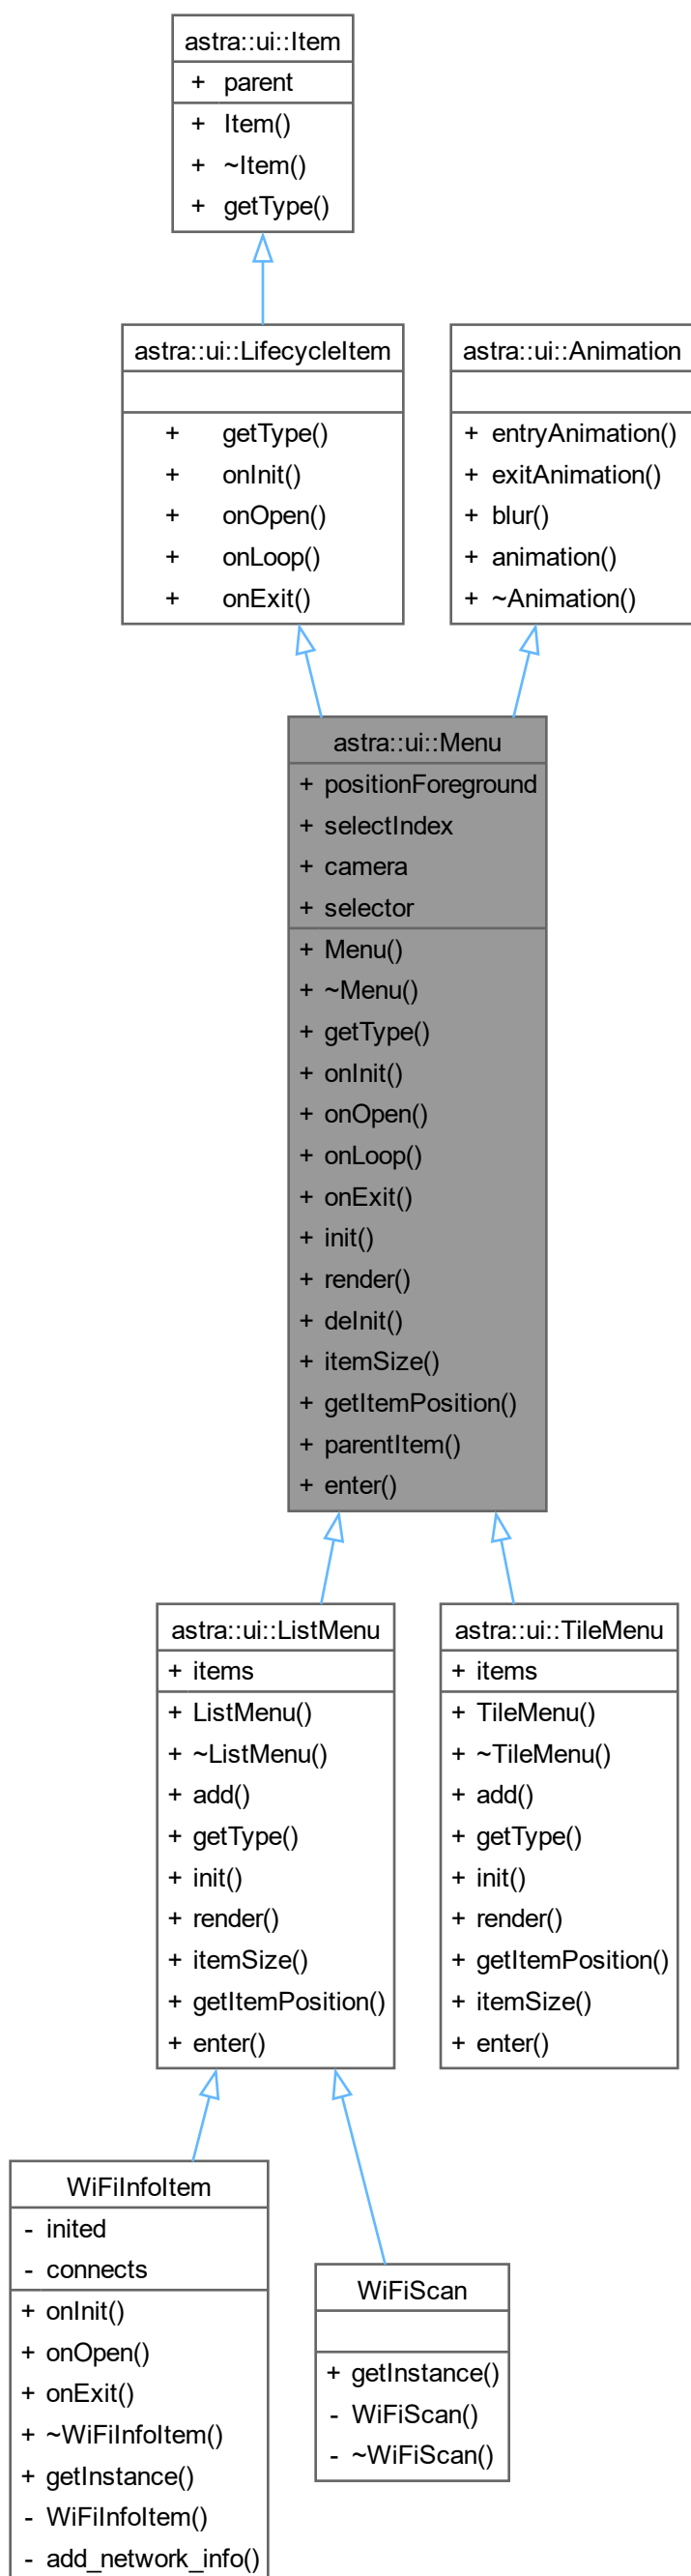 astra::ui::Item
+ parent
+ Item()
+ ~Item()
+ getType()
astra::ui::LifecycleItem
+ getType()
+ onInit()
+ onOpen()
+ onLoop()
+ onExit()
astra::ui::Animation
+ entryAnimation()
+ exitAnimation()
+ blur()
+ animation()
+ ~Animation()
astra::ui::Menu
+ positionForeground
+ selectIndex
+ camera
+ selector
+ Menu()
+ ~Menu()
+ getType()
+ onInit()
+ onOpen()
+ onLoop()
+ onExit()
+ init()
+ render()
+ deInit()
+ itemSize()
+ getItemPosition()
+ parentItem()
+ enter()
astra::ui::ListMenu
+ items
+ ListMenu()
+ ~ListMenu()
+ add()
+ getType()
+ init()
+ render()
+ itemSize()
+ getItemPosition()
+ enter()
astra::ui::TileMenu
+ items
+ TileMenu()
+ ~TileMenu()
+ add()
+ getType()
+ init()
+ render()
+ getItemPosition()
+ itemSize()
+ enter()
WiFiInfoItem
- inited
- connects
+ onInit()
+ onOpen()
+ onExit()
+ ~WiFiInfoItem()
+ getInstance()
- WiFiInfoItem()
- add_network_info()
WiFiScan
+ getInstance()
- WiFiScan()
- ~WiFiScan()